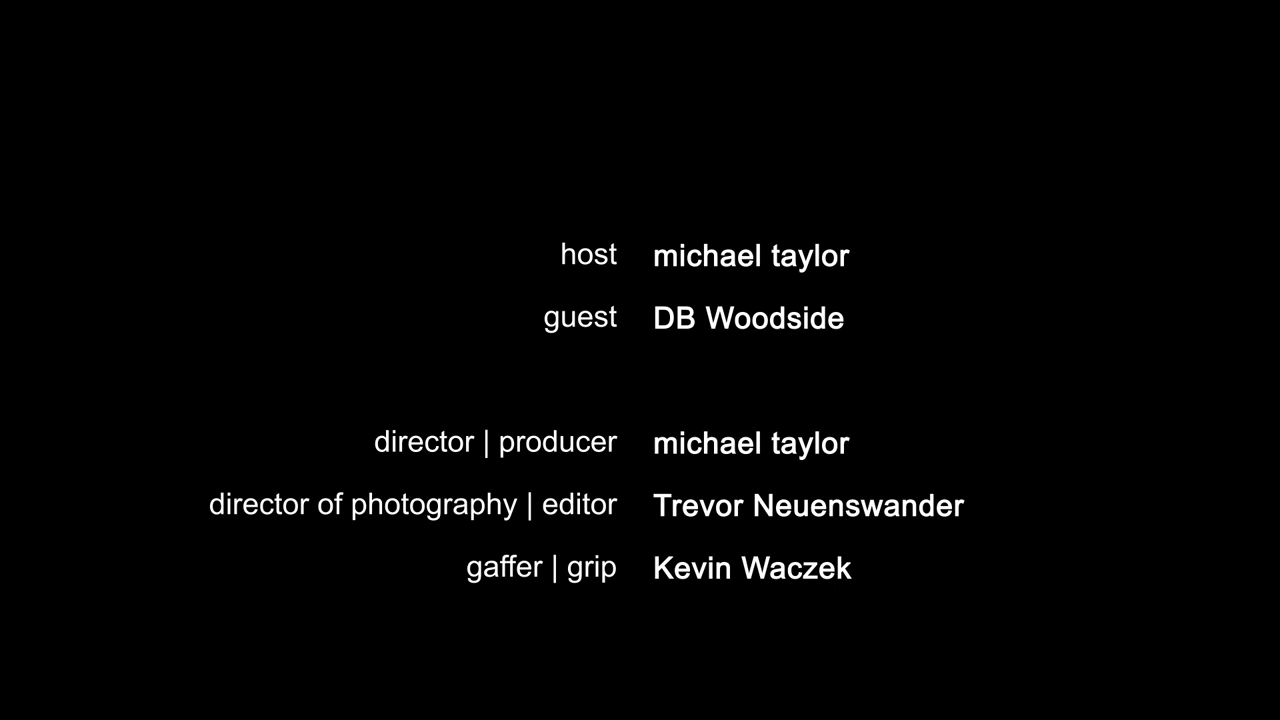 host michael taylor
guest DB Woodside
director | producer michael taylor
director of photography | editor Trevor Neuenswander
gaffer | grip Kevin Waczek